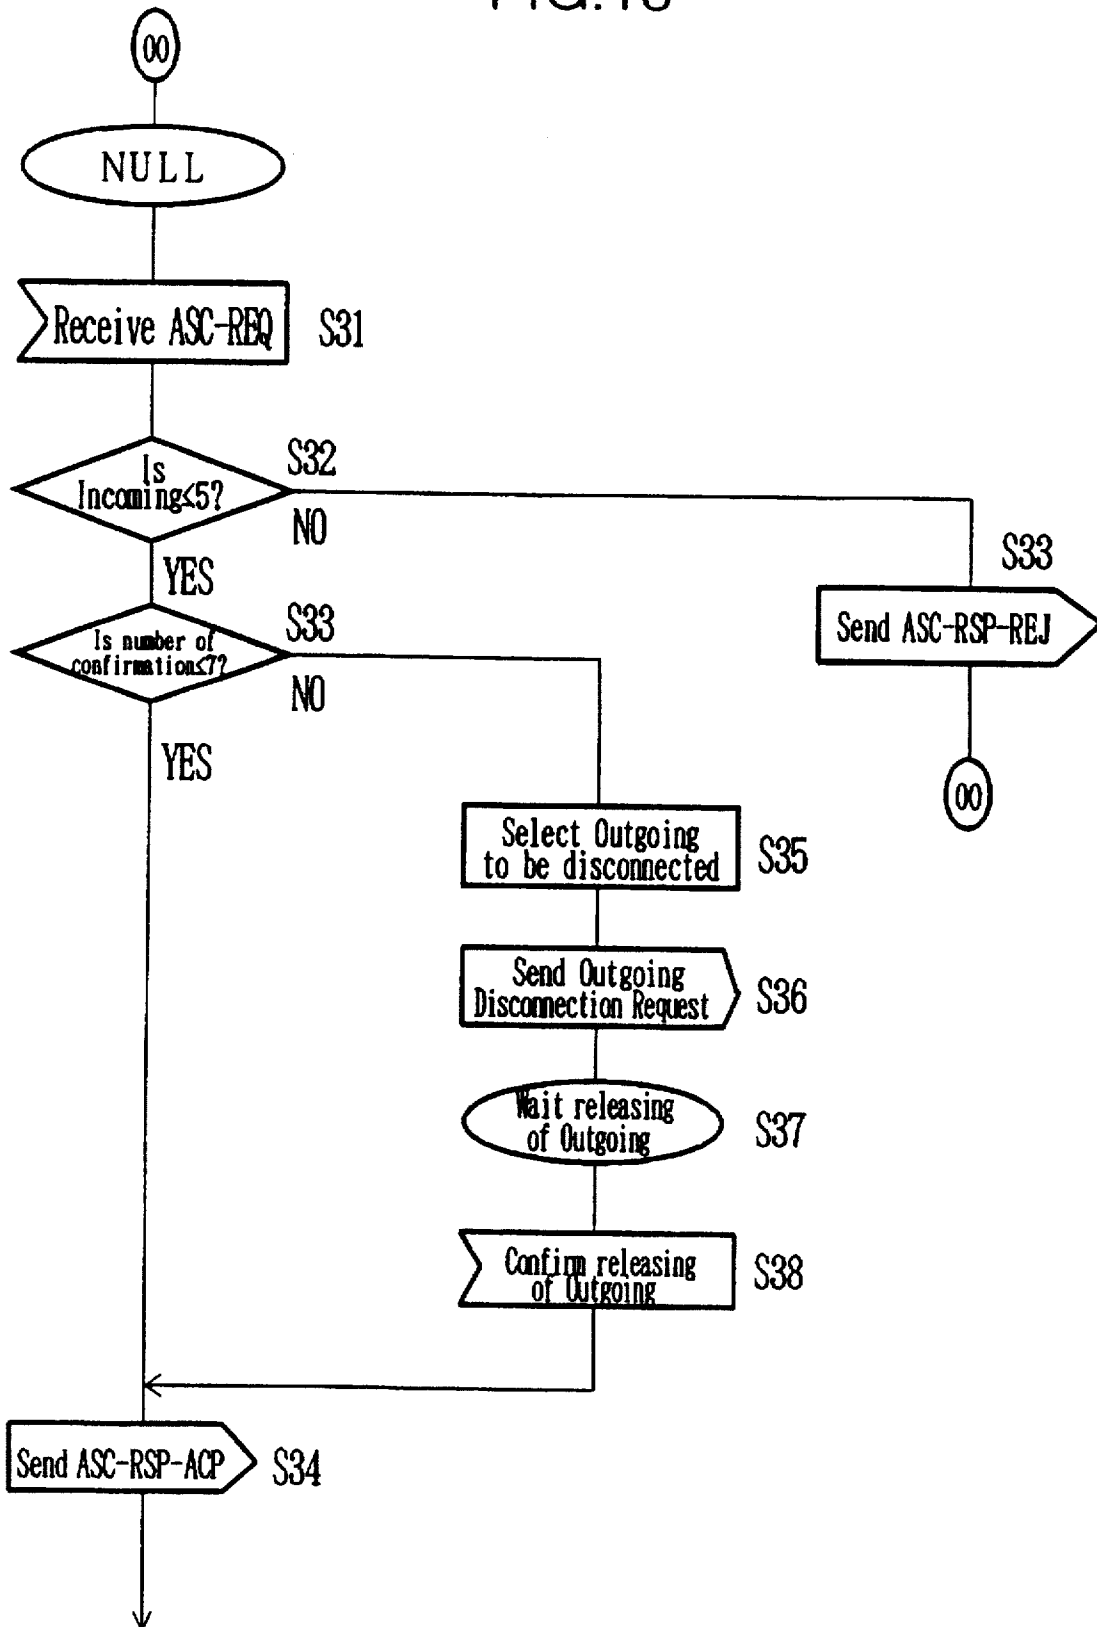 00
NULL
Receive ASC-REQ
S31
Is
Incoming≤5?
S32
NO
YES
S33
Send ASC-RSP-REJ
00
Is number of
confirmation≤7?
S33
NO
YES
Select Outgoing
to be disconnected
S35
Send Outgoing
Disconnection Request
S36
Wait releasing
of Outgoing
S37
Confirm releasing
of Outgoing
S38
Send ASC-RSP-ACP
S34